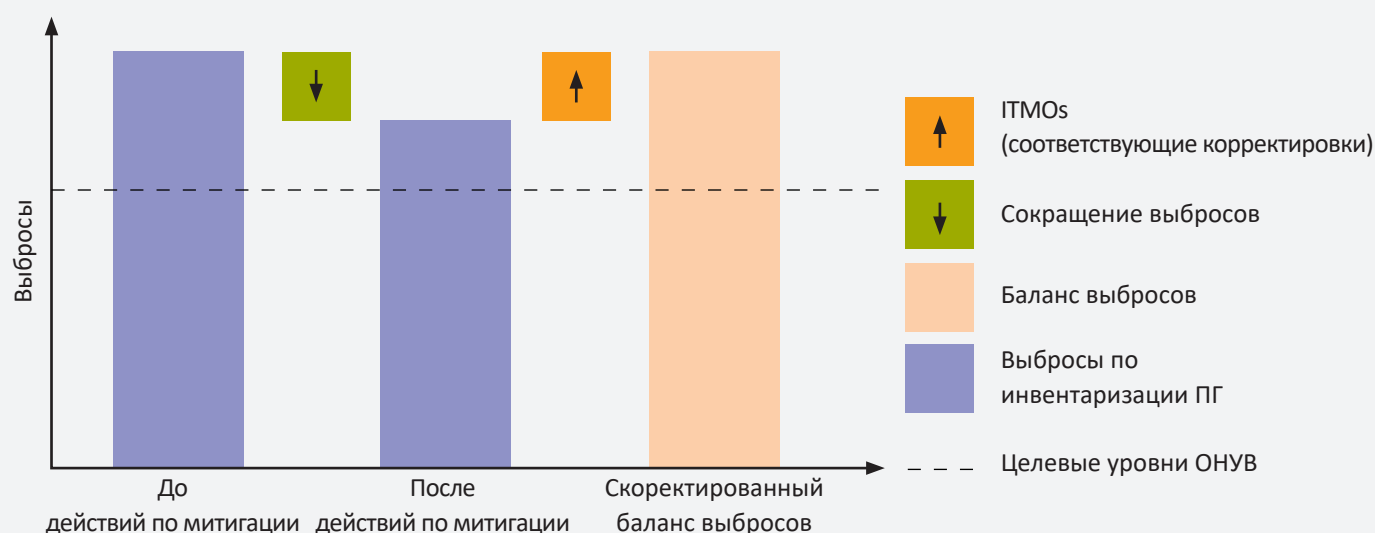 Выбросы
До
действий по митигации
После
действий по митигации
Скоректированный
баланс выбросов
ITMOs
(соответствующие корректировки)
Сокращение выбросов
Баланс выбросов
Выбросы по
инвентаризации ПГ
Целевые уровни ОНУВ